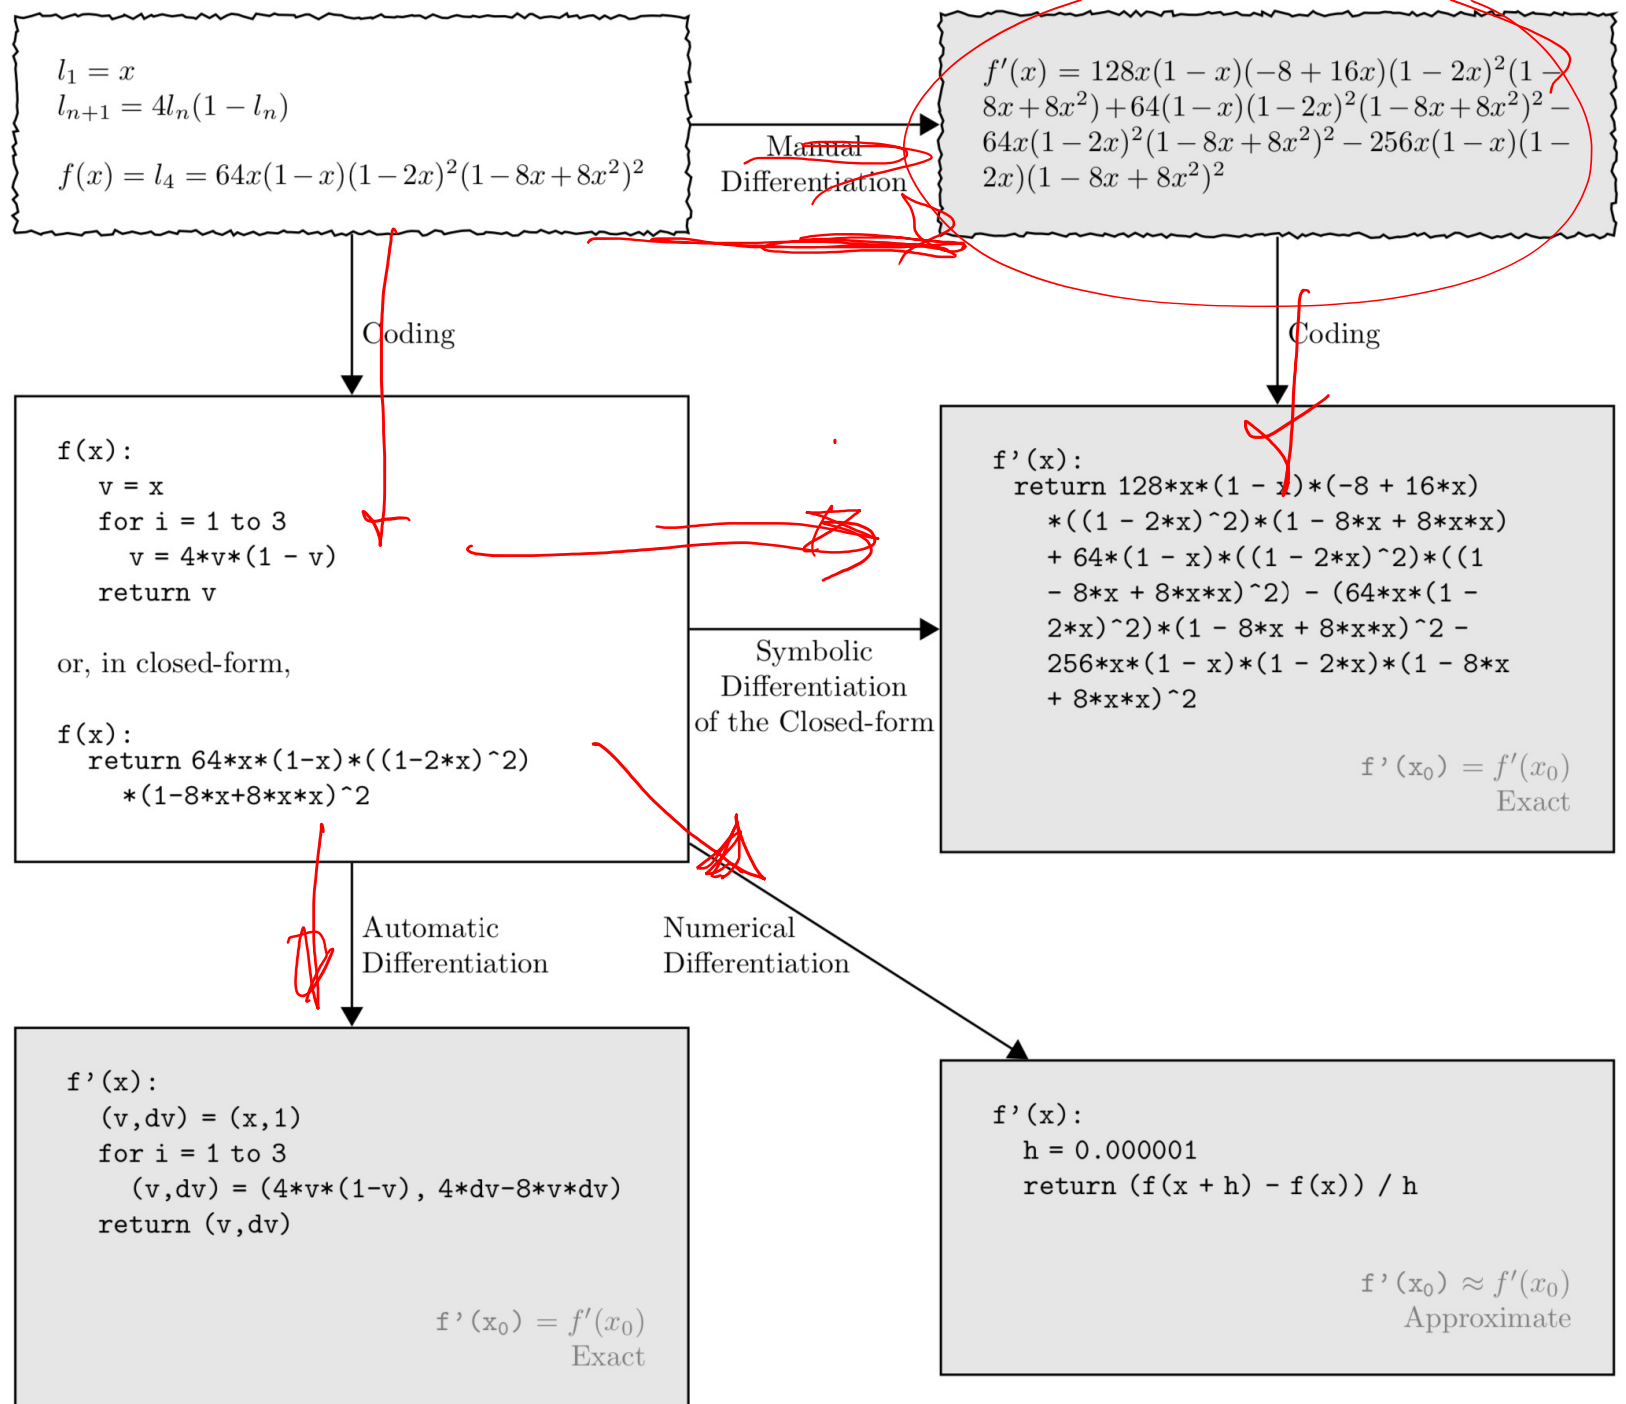 l₁ = x
lₙ₊₁ = 4lₙ(1 − lₙ)
f(x) = l₄ = 64x(1−x)(1−2x)²(1−8x+8x²)²
Manual
Differentiation
f′(x) = 128x(1 − x)(−8 + 16x)(1 − 2x)²(1 −
8x+8x²)+64(1−x)(1−2x)²(1−8x+8x²)² −
64x(1 − 2x)²(1 − 8x + 8x²)² − 256x(1 − x)(1 −
2x)(1 − 8x + 8x²)²
Coding
Coding
f(x):
v = x
for i = 1 to 3
v = 4*v*(1 - v)
return v
or, in closed-form,
f(x):
return 64*x*(1-x)*((1-2*x)^2)
*(1-8*x+8*x*x)^2
Symbolic
Differentiation
of the Closed-form
f'(x):
return 128*x*(1 - x)*(-8 + 16*x)
*((1 - 2*x)^2)*(1 - 8*x + 8*x*x)
+ 64*(1 - x)*((1 - 2*x)^2)*((1
- 8*x + 8*x*x)^2) - (64*x*(1 -
2*x)^2)*(1 - 8*x + 8*x*x)^2 -
256*x*(1 - x)*(1 - 2*x)*(1 - 8*x
+ 8*x*x)^2
f'(x₀) = f′(x₀)
Exact
Automatic
Differentiation
Numerical
Differentiation
f'(x):
(v,dv) = (x,1)
for i = 1 to 3
(v,dv) = (4*v*(1-v), 4*dv-8*v*dv)
return (v,dv)
f'(x₀) = f′(x₀)
Exact
f'(x):
h = 0.000001
return (f(x + h) - f(x)) / h
f'(x₀) ≈ f′(x₀)
Approximate